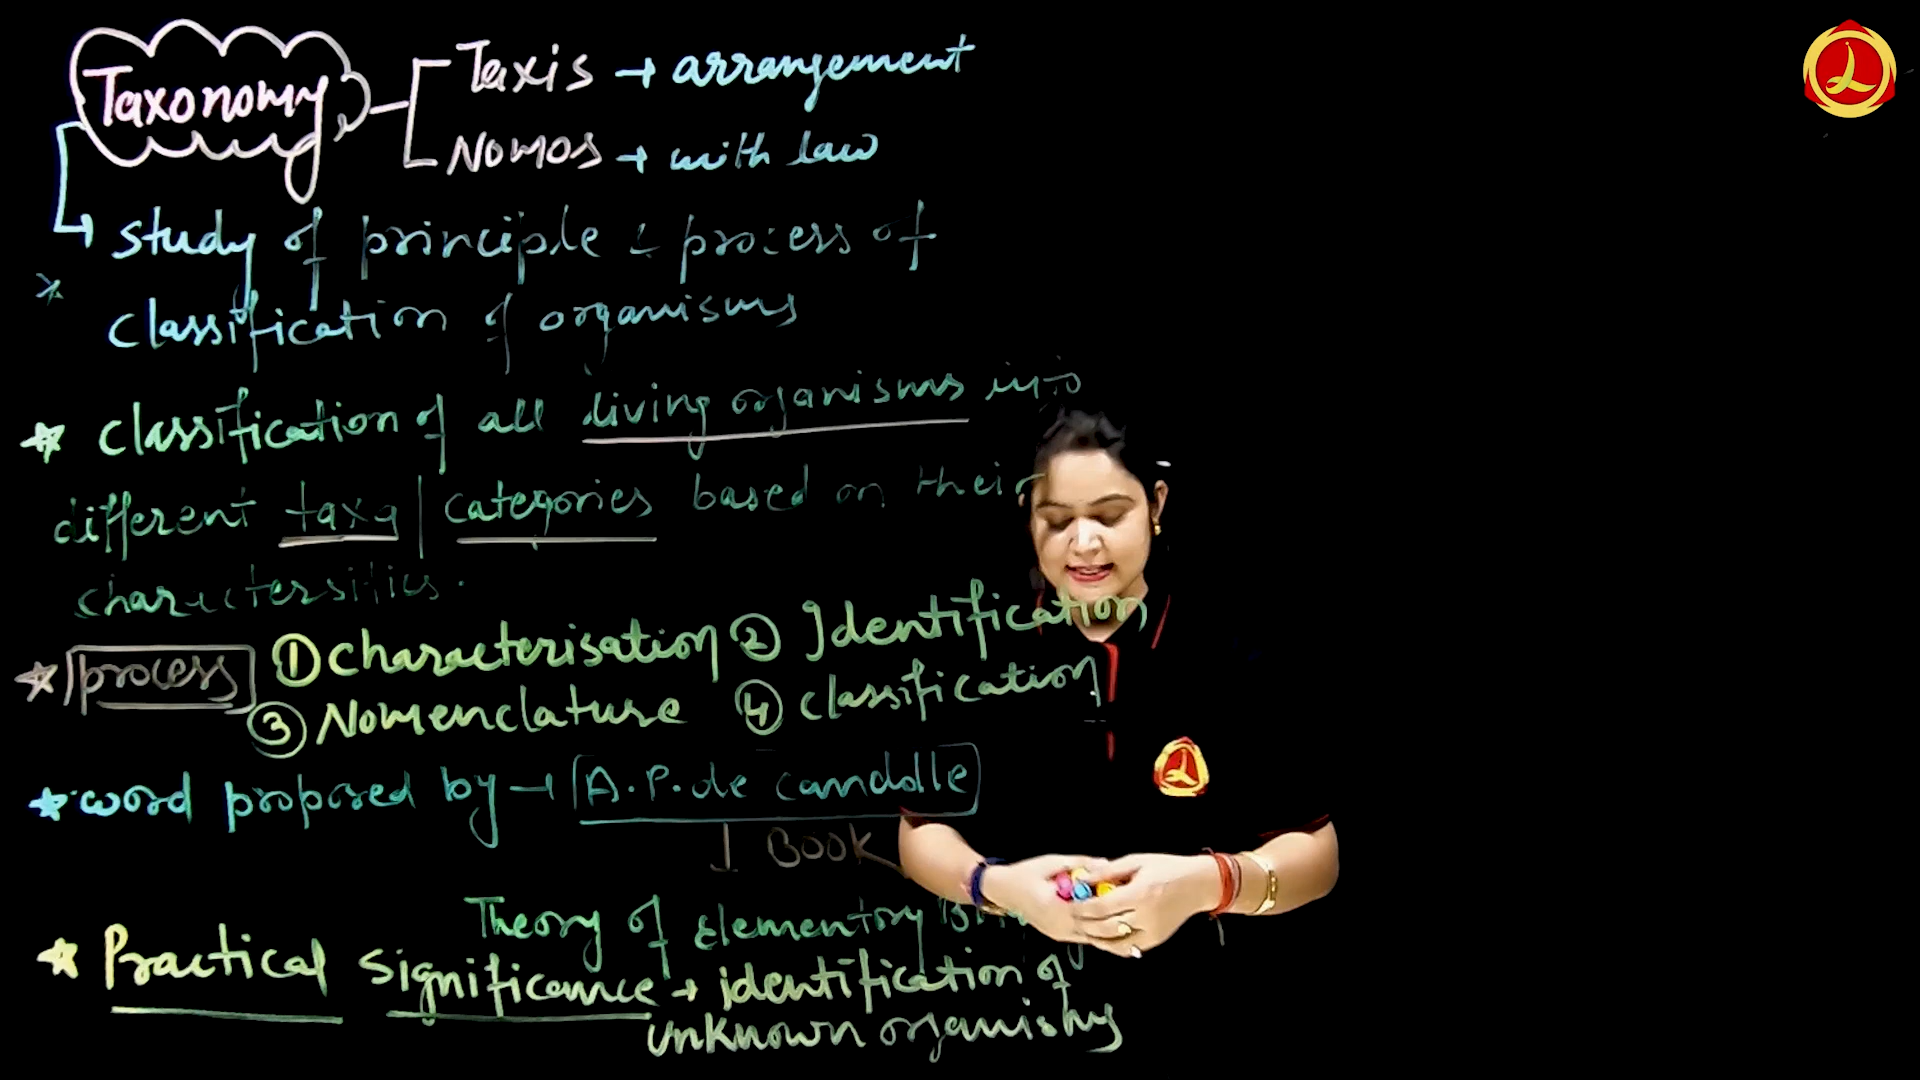 Taxonomy
Taxis → arrangement
Nomos → with law
study of principle & process of
classification of organisms
classification of all living organisms into
different taxa | categories based on their
charactersitics.
process ① characterisation ② Identification
③ Nomenclature ④ classification
word proposed by → A.P. de candolle
↓ Book
Theory of elementory
Practical significance → identification of
unknown organisms